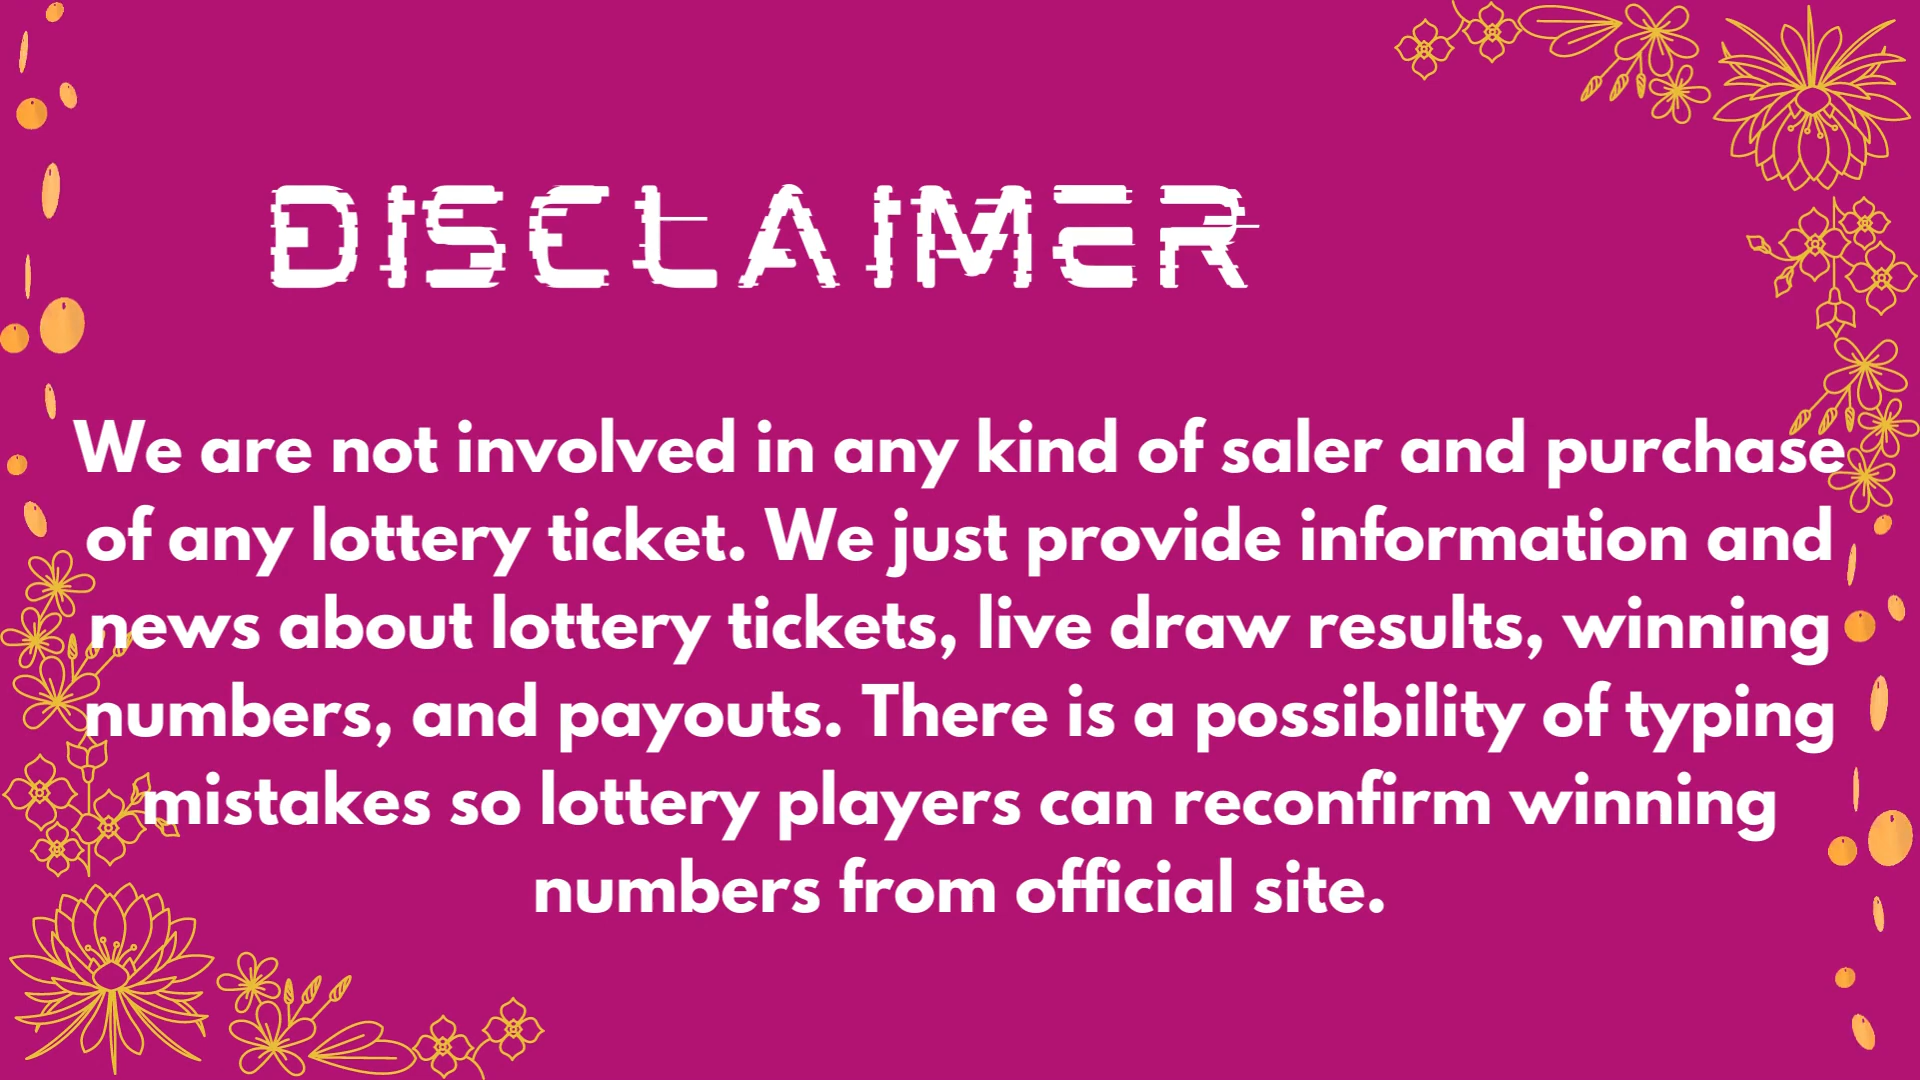 DISCLAIMER
We are not involved in any kind of saler and purchase
of any lottery ticket. We just provide information and
news about lottery tickets, live draw results, winning
numbers, and payouts. There is a possibility of typing
mistakes so lottery players can reconfirm winning
numbers from official site.